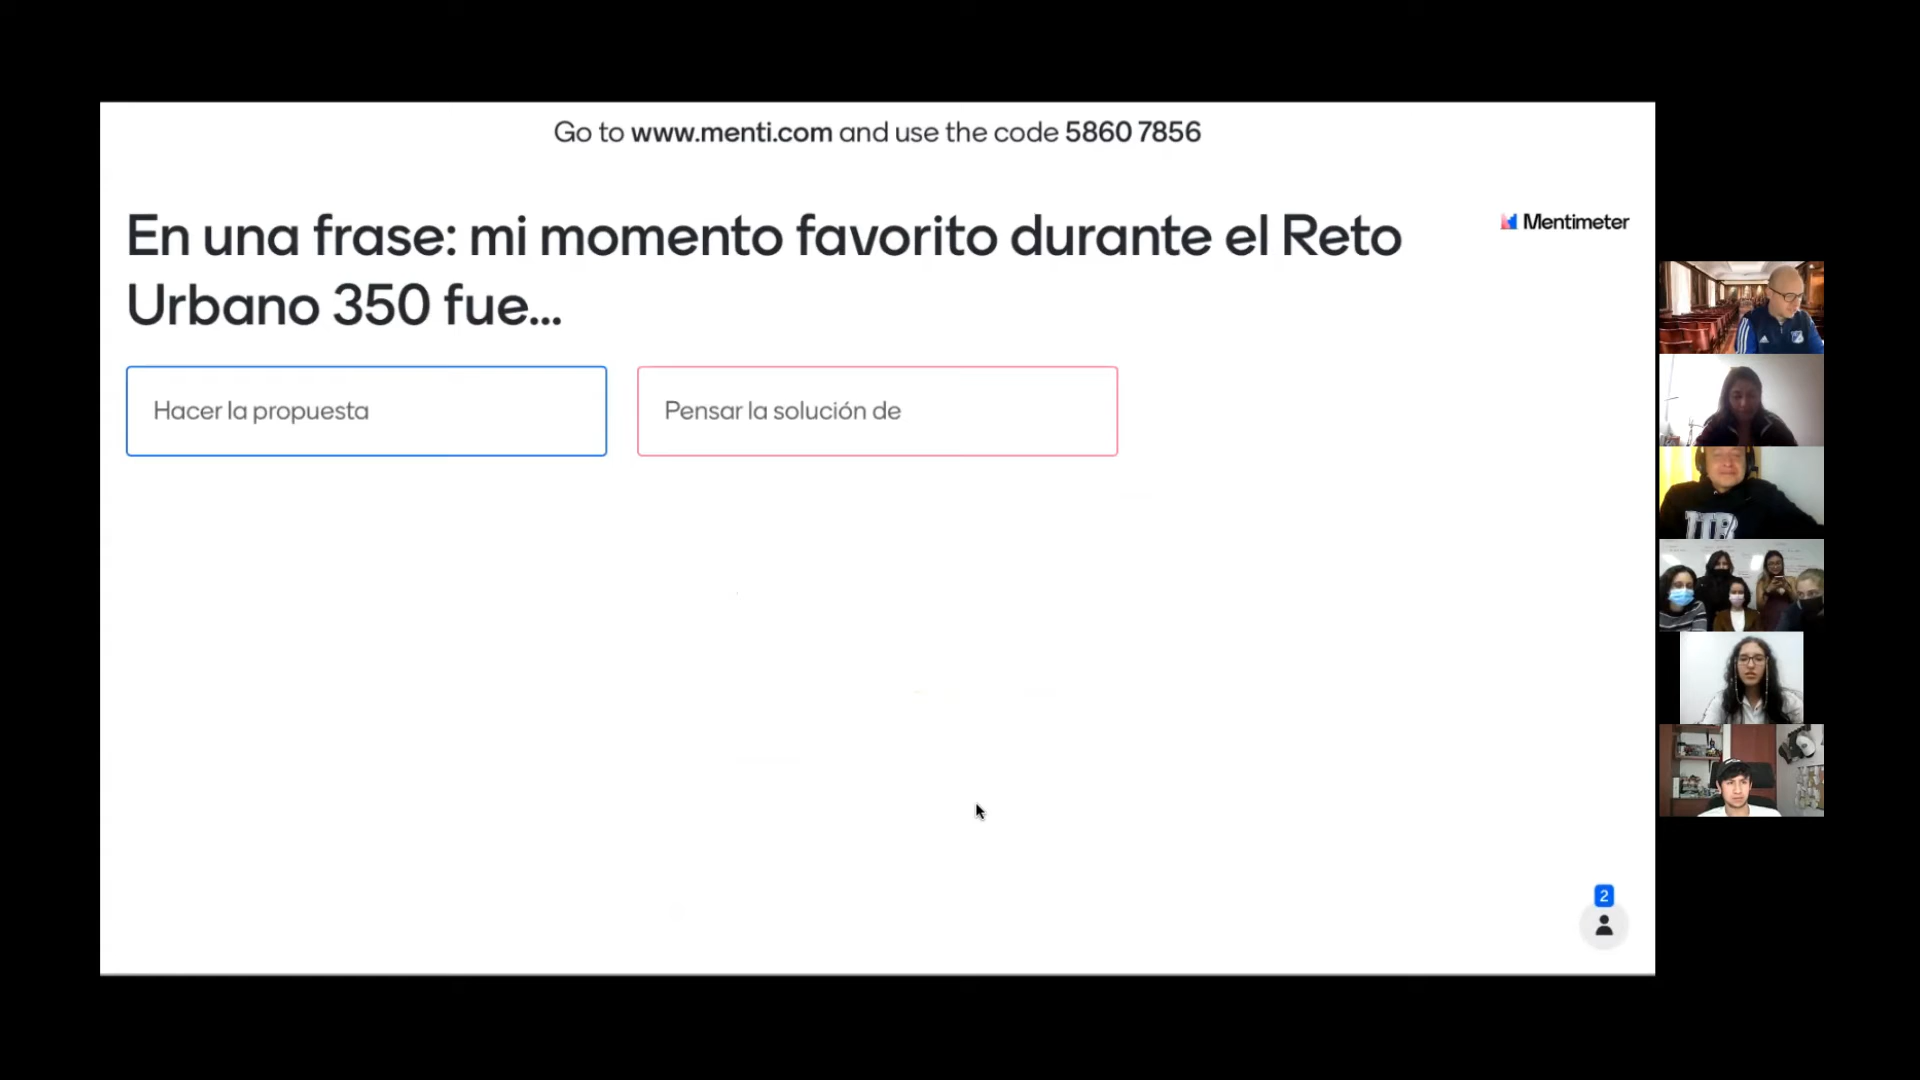 Go to www.menti.com and use the code 5860 7856
En una frase: mi momento favorito durante el Reto
Urbano 350 fue...
Mentimeter
Hacer la propuesta
Pensar la solución de
2